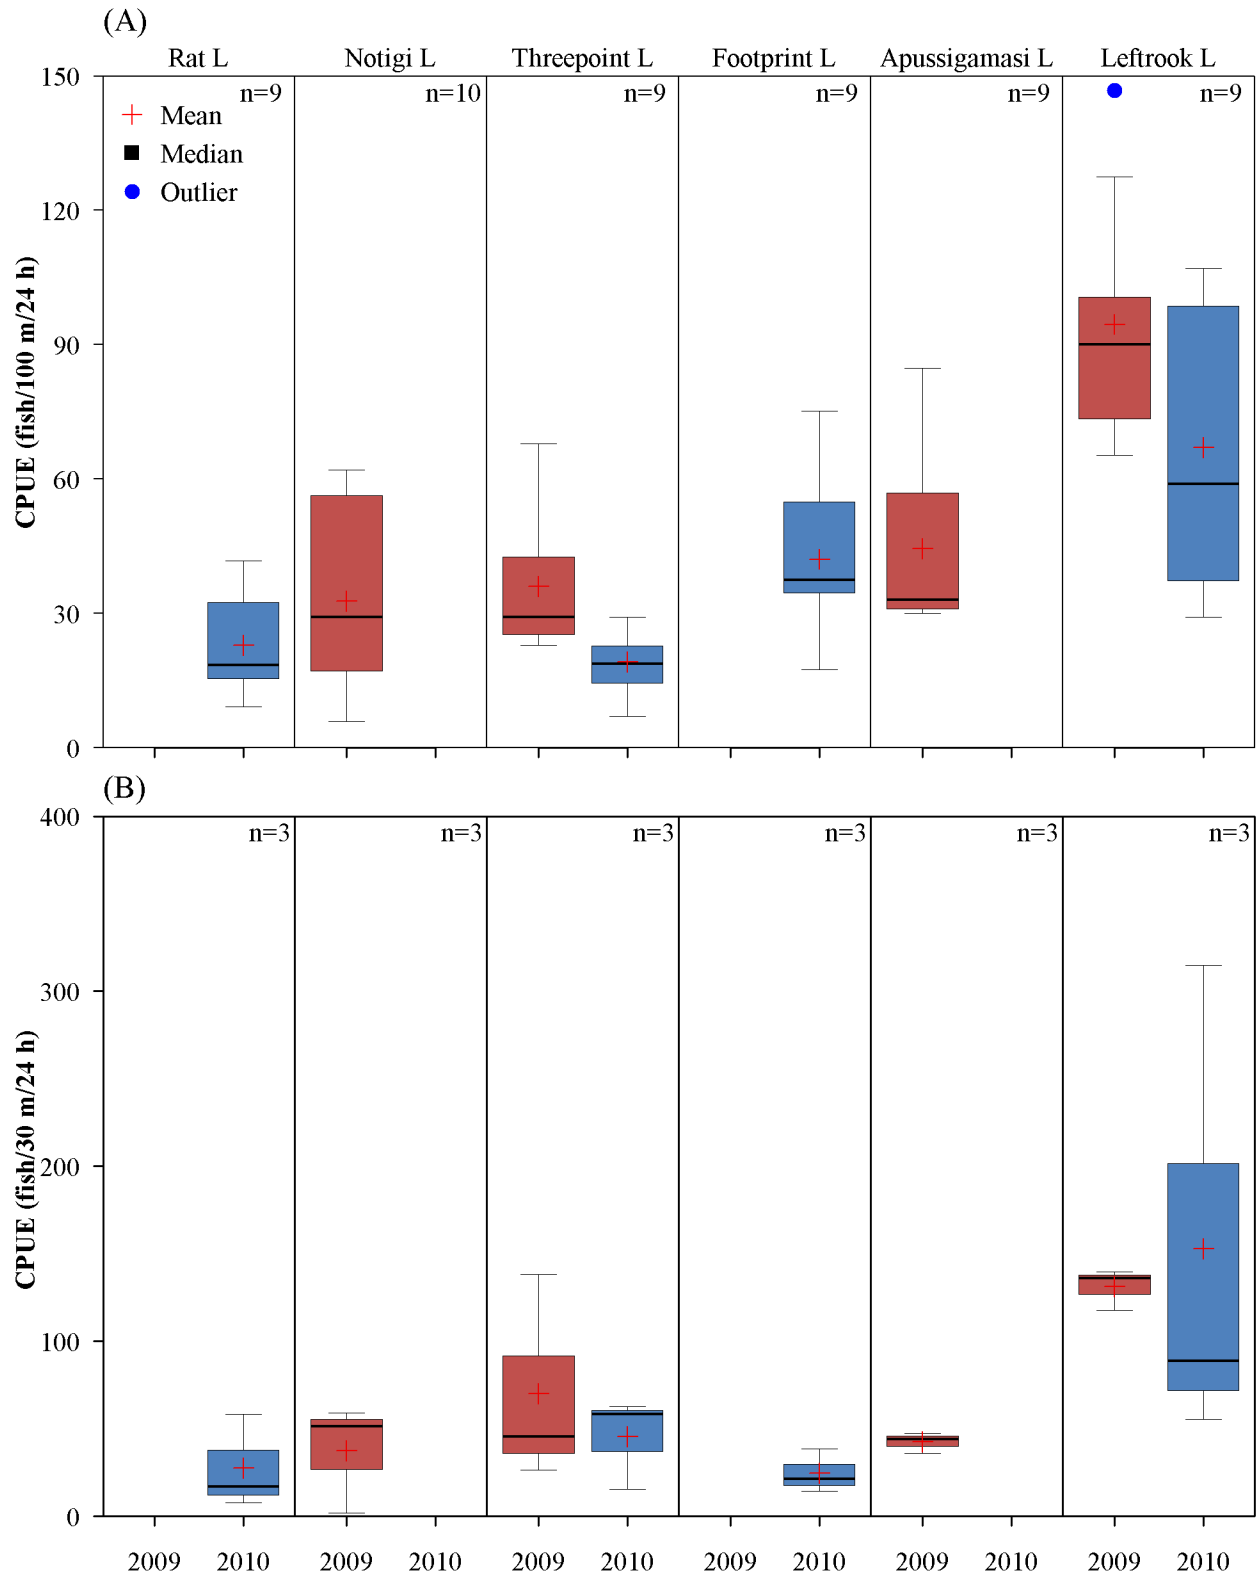 (A)
Rat L Notigi L Threepoint L Footprint L Apussigamasi L Leftrook L
150
n=9 n=10 n=9 n=9 n=9 n=9
Mean
Median
Outlier
120
90
60
30
0
CPUE (fish/100 m/24 h)
(B)
400
n=3 n=3 n=3 n=3 n=3 n=3
300
200
100
0
CPUE (fish/30 m/24 h)
2009 2010 2009 2010 2009 2010 2009 2010 2009 2010 2009 2010